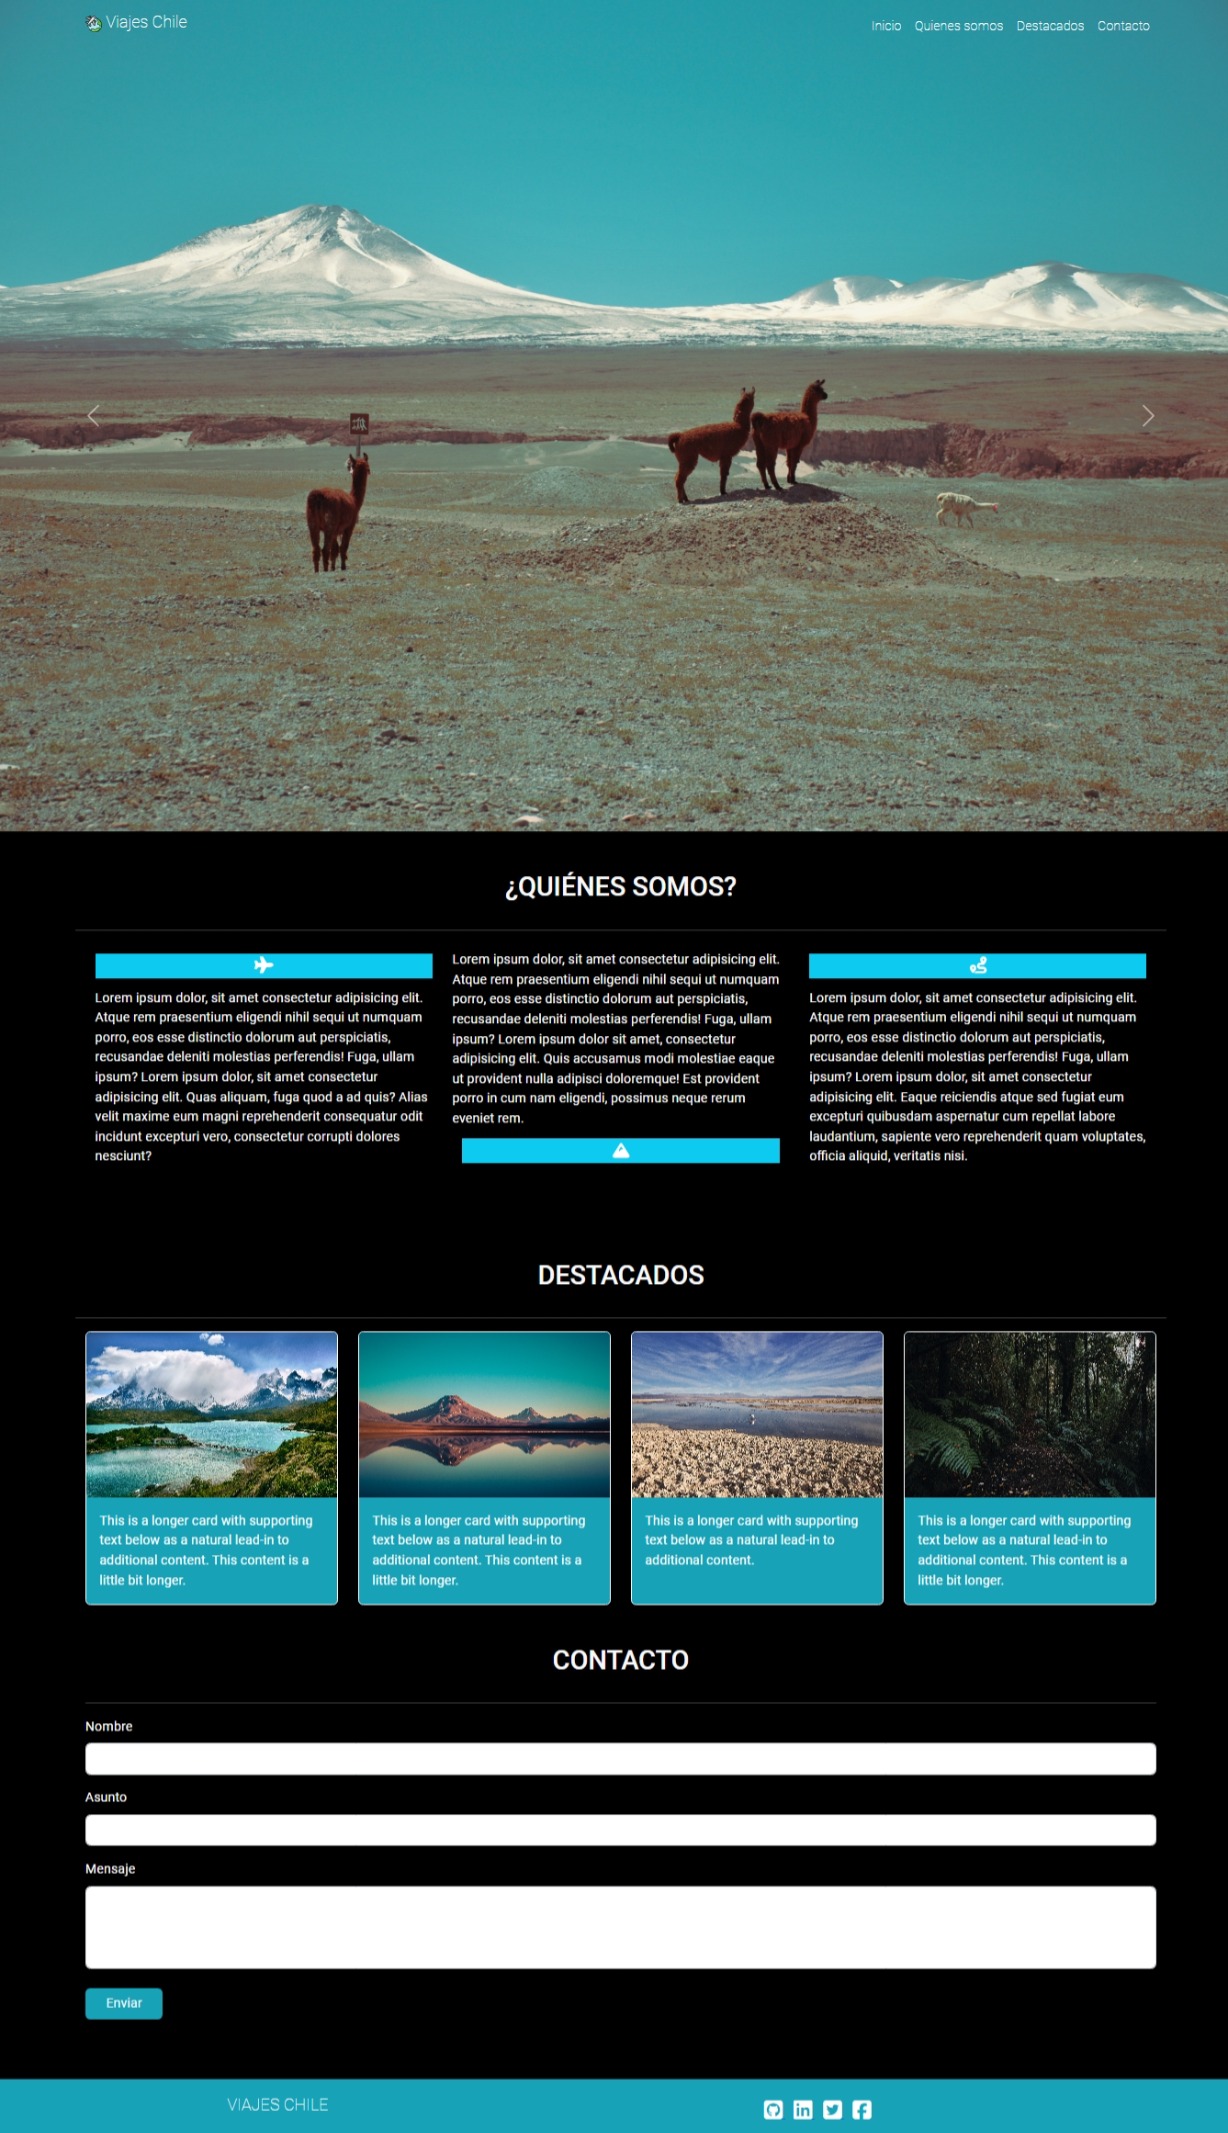 Viajes Chile
Inicio Quienes somos Destacados Contacto
¿QUIÉNES SOMOS?
Lorem ipsum dolor, sit amet consectetur adipisicing elit.
Atque rem praesentium eligendi nihil sequi ut numquam
porro, eos esse distinctio dolorum aut perspiciatis,
recusandae deleniti molestias perferendis! Fuga, ullam
ipsum? Lorem ipsum dolor, sit amet consectetur
adipisicing elit. Quas aliquam, fuga quod a ad quis? Alias
velit maxime eum magni reprehenderit consequatur odit
incidunt excepturi vero, consectetur corrupti dolores
nesciunt?
Lorem ipsum dolor, sit amet consectetur adipisicing elit.
Atque rem praesentium eligendi nihil sequi ut numquam
porro, eos esse distinctio dolorum aut perspiciatis,
recusandae deleniti molestias perferendis! Fuga, ullam
ipsum? Lorem ipsum dolor sit amet, consectetur
adipisicing elit. Quis accusamus modi molestiae eaque
ut provident nulla adipisci doloremque! Est provident
porro in cum nam eligendi, possimus neque rerum
eveniet rem.
Lorem ipsum dolor, sit amet consectetur adipisicing elit.
Atque rem praesentium eligendi nihil sequi ut numquam
porro, eos esse distinctio dolorum aut perspiciatis,
recusandae deleniti molestias perferendis! Fuga, ullam
ipsum? Lorem ipsum dolor, sit amet consectetur
adipisicing elit. Eaque reiciendis atque sed fugiat eum
excepturi quibusdam aspernatur cum repellat labore
laudantium, sapiente vero reprehenderit quam voluptates,
officia aliquid, veritatis nisi.
DESTACADOS
This is a longer card with supporting
text below as a natural lead-in to
additional content. This content is a
little bit longer.
This is a longer card with supporting
text below as a natural lead-in to
additional content. This content is a
little bit longer.
This is a longer card with supporting
text below as a natural lead-in to
additional content.
This is a longer card with supporting
text below as a natural lead-in to
additional content. This content is a
little bit longer.
CONTACTO
Nombre
Asunto
Mensaje
Enviar
VIAJES CHILE